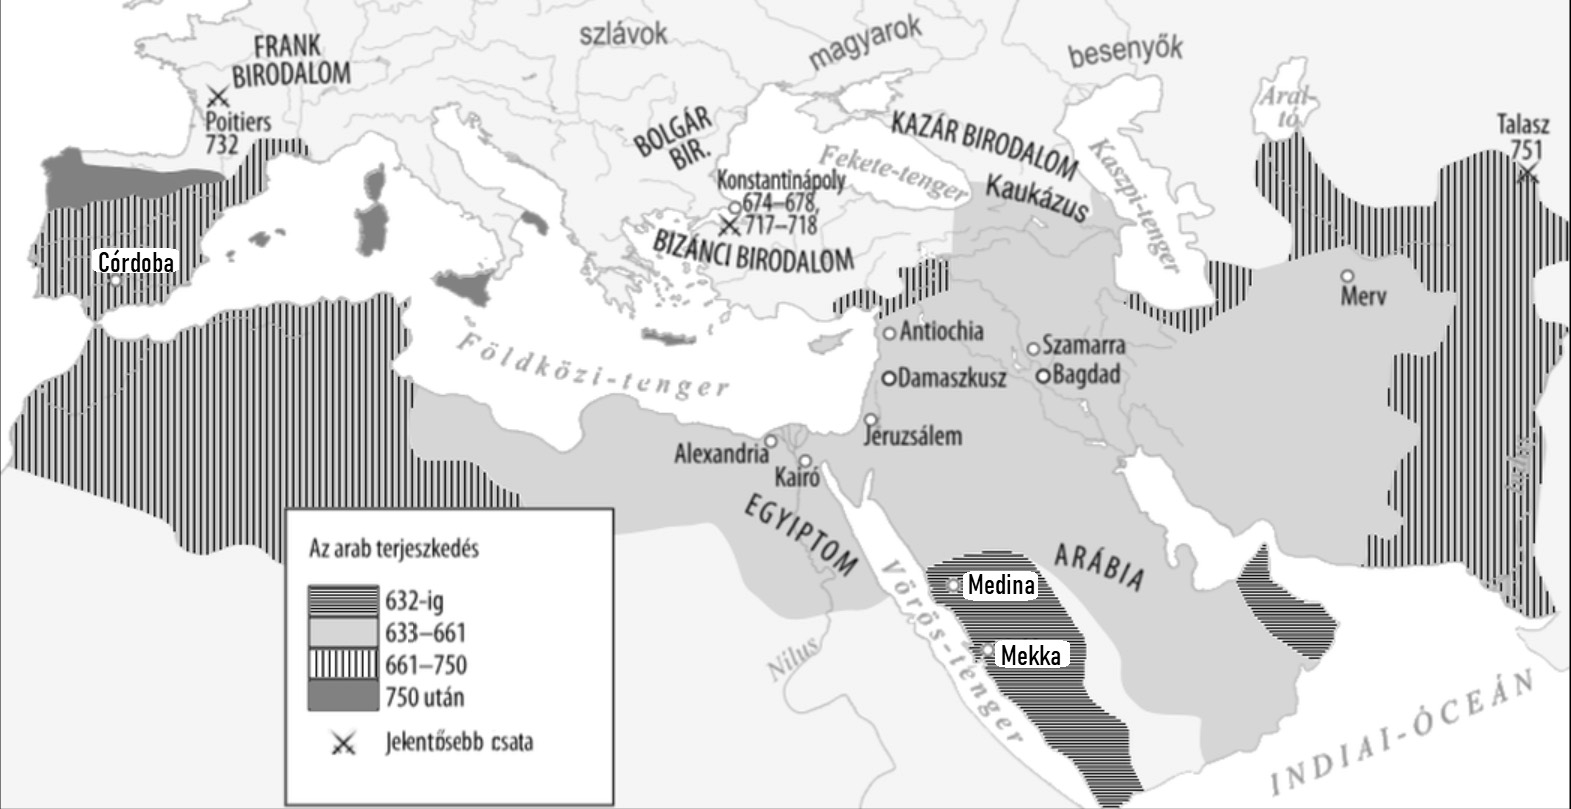 FRANK
BIRODALOM
szlávok
magyarok
besenyők
Poitiers
732
BOLGÁR
BIR.
KAZÁR BIRODALOM
Aral-
tó
Talasz
751
Fekete-tenger
Kaukázus
Kaszpi-tenger
Konstantinápoly
674–678,
717–718
BIZÁNCI BIRODALOM
Córdoba
Merv
Antiochia
Szamarra
Damaszkusz
Bagdad
Földközi-tenger
Jeruzsálem
Alexandria
Kairó
EGYIPTOM
ARÁBIA
Vörös-tenger
Medina
Mekka
Nílus
INDIAI-ÓCEÁN
Az arab terjeszkedés
632-ig
633–661
661–750
750 után
Jelentősebb csata